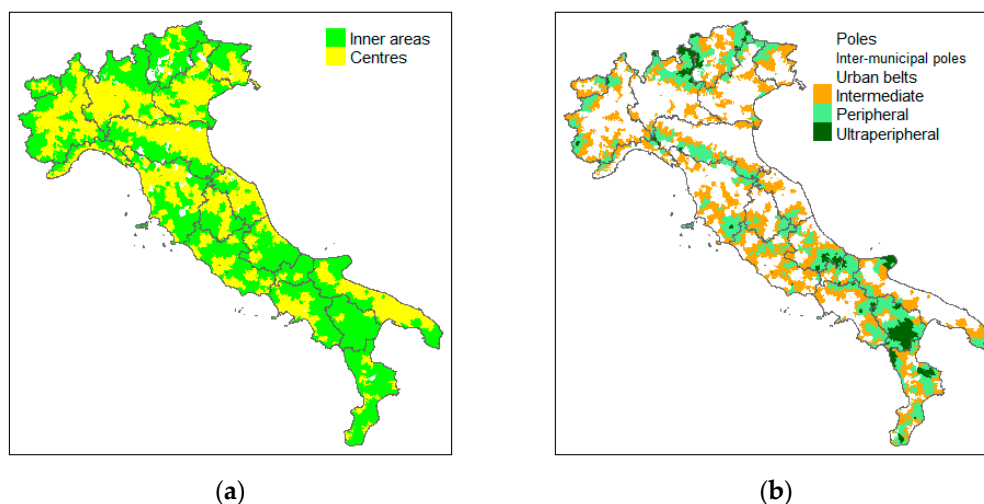 Inner areas
Centres
Poles
Inter-municipal poles
Urban belts
Intermediate
Peripheral
Ultraperipheral
(a)
(b)